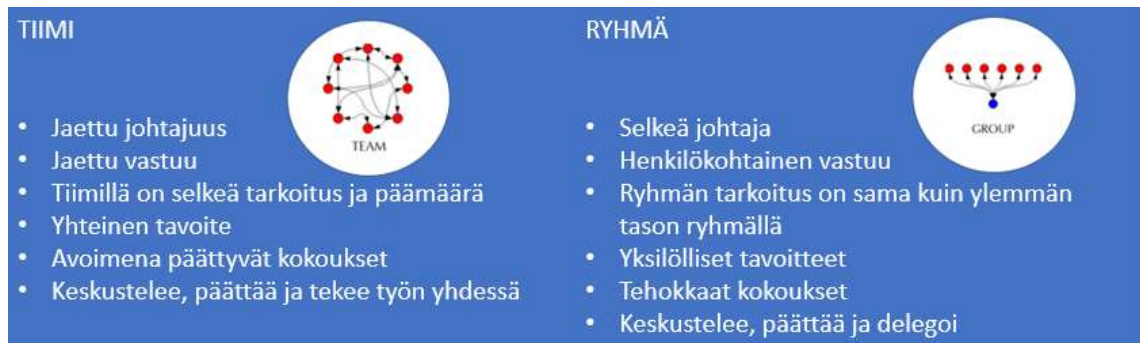 TIIMI
TEAM
• Jaettu johtajuus
• Jaettu vastuu
• Tiimillä on selkeä tarkoitus ja päämäärä
• Yhteinen tavoite
• Avoimena päättyvät kokoukset
• Keskustelee, päättää ja tekee työn yhdessä
RYHMÄ
GROUP
• Selkeä johtaja
• Henkilökohtainen vastuu
• Ryhmän tarkoitus on sama kuin ylemmän
tason ryhmällä
• Yksilölliset tavoitteet
• Tehokkaat kokoukset
• Keskustelee, päättää ja delegoi